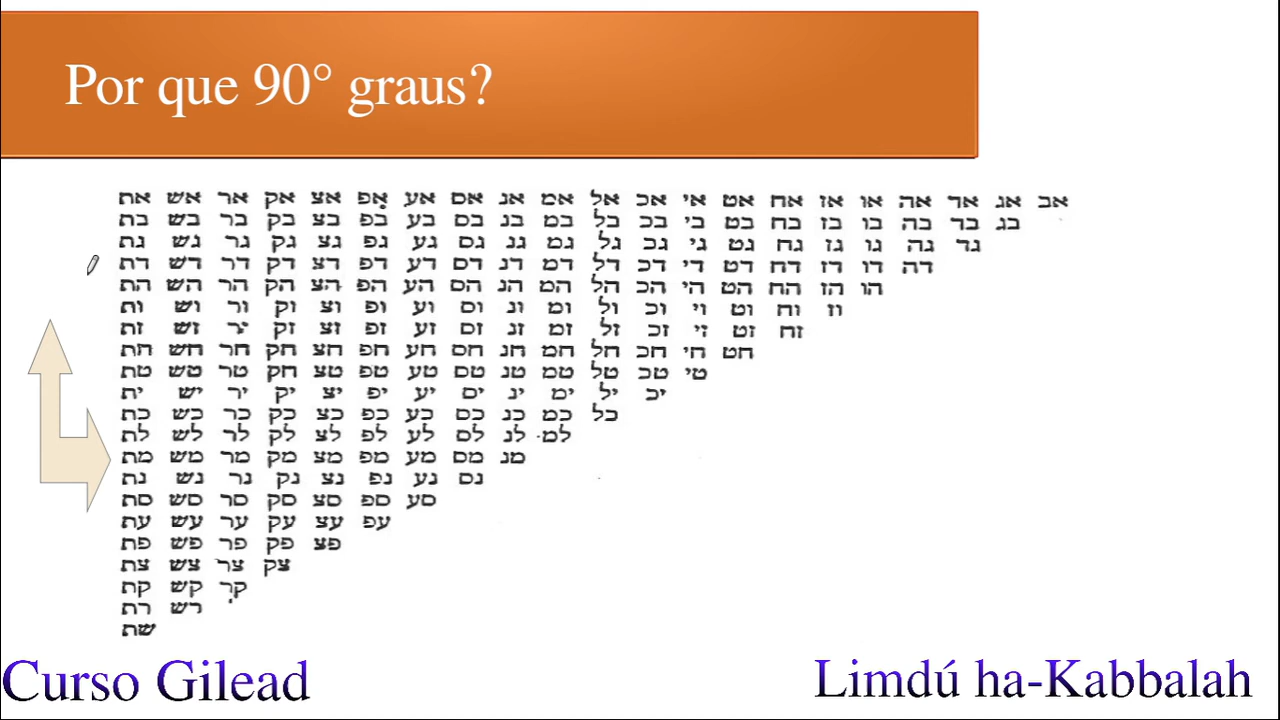 Por que 90° graus?
אב אג אד אה או אז אח אט אי אכ אל אמ אנ אס אע אפ אצ אק אר אש את
בג בד בה בו בז בח בט בי בכ בל במ בנ בס בע בפ בצ בק בר בש בת
גד גה גו גז גח גט גי גכ גל גמ גנ גס גע גפ גצ גק גר גש גת
דה דו דז דח דט די דכ דל דמ דנ דס דע דפ דצ דק דר דש דת
הו הז הח הט הי הכ הל המ הנ הס הע הפ הצ הק הר הש הת
וז וח וט וי וכ ול ומ ונ וס וע ופ וצ וק ור וש ות
זח זט זי זכ זל זמ זנ זס זע זפ זצ זק זר זש זת
חט חי חכ חל חמ חנ חס חע חפ חצ חק חר חש חת
טי טכ טל טמ טנ טס טע טפ טצ חק טר טש טת
יכ יל ימ ינ יס יע יפ יצ יק יר יש ית
כל כמ כנ כס כע כפ כצ כק כר כש כת
למ לנ לס לע לפ לצ לק לר לש לת
מנ מס מע מפ מצ מק מר מש מת
נס נע נפ נצ נק נר נש נת
סע ספ סצ סק סר סש סת
עפ עצ עק ער עש עת
פצ פק פר פש פת
צק צר צש צת
קר קש קת
רש רת
שת
Curso Gilead
Limdú ha-Kabbalah